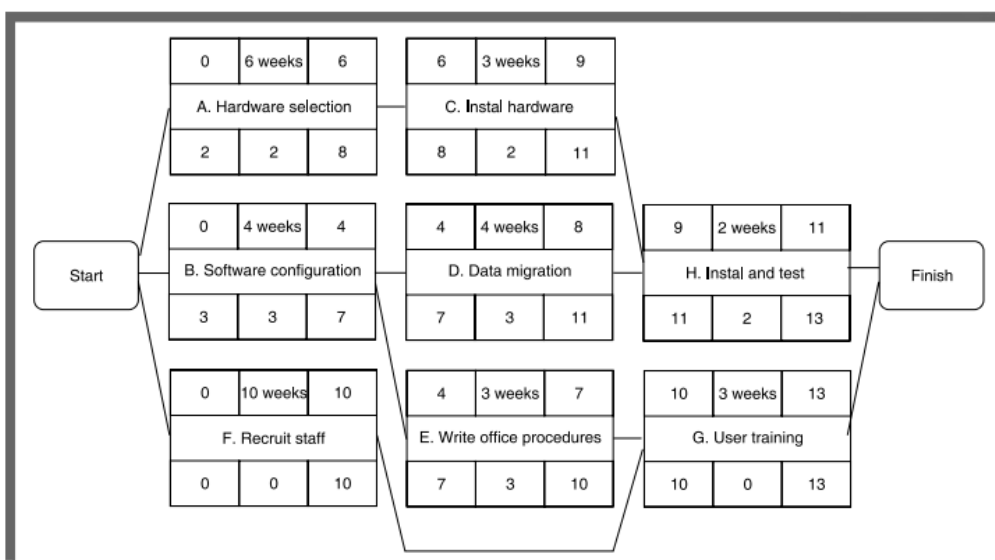 0 6 weeks 6
A. Hardware selection
2 2 8
6 3 weeks 9
C. Instal hardware
8 2 11
Start
0 4 weeks 4
B. Software configuration
3 3 7
4 4 weeks 8
D. Data migration
7 3 11
9 2 weeks 11
H. Instal and test
11 2 13
Finish
0 10 weeks 10
F. Recruit staff
0 0 10
4 3 weeks 7
E. Write office procedures
7 3 10
10 3 weeks 13
G. User training
10 0 13